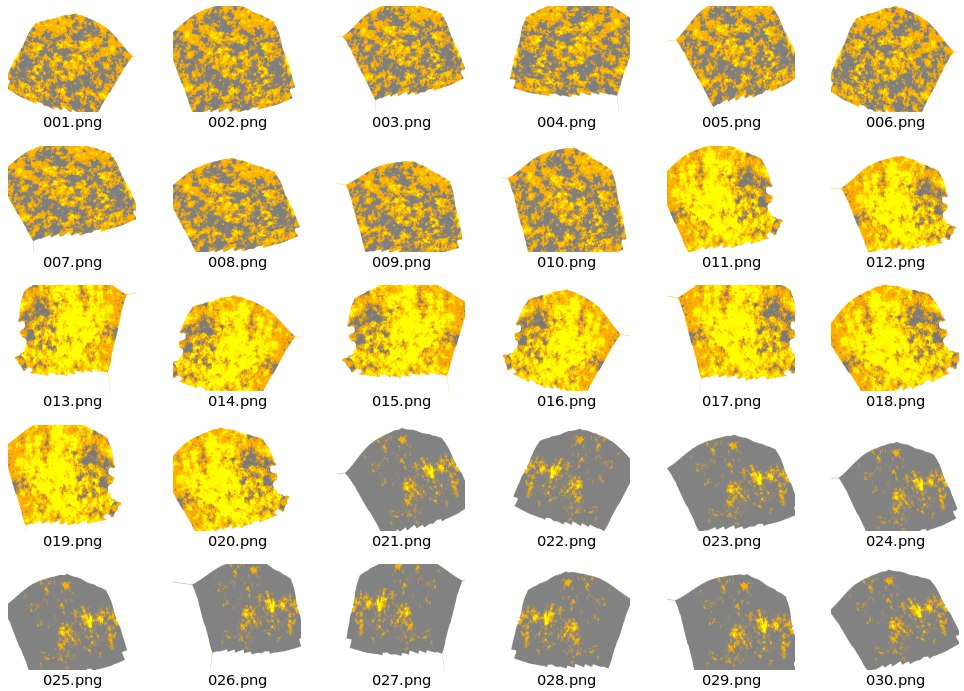 001.png 002.png 003.png 004.png 005.png 006.png
007.png 008.png 009.png 010.png 011.png 012.png
013.png 014.png 015.png 016.png 017.png 018.png
019.png 020.png 021.png 022.png 023.png 024.png
025.png 026.png 027.png 028.png 029.png 030.png